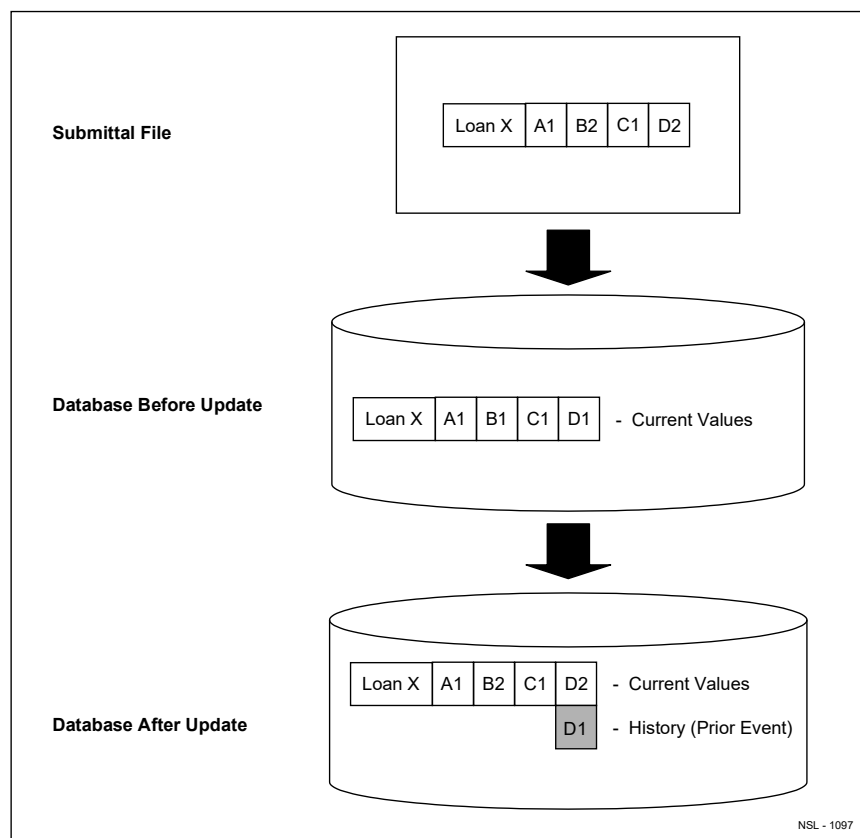 Submittal File
Loan X A1 B2 C1 D2
Database Before Update
Loan X A1 B1 C1 D1 - Current Values
Loan X A1 B2 C1 D2 - Current Values
Database After Update
D1 - History (Prior Event)
NSL - 1097